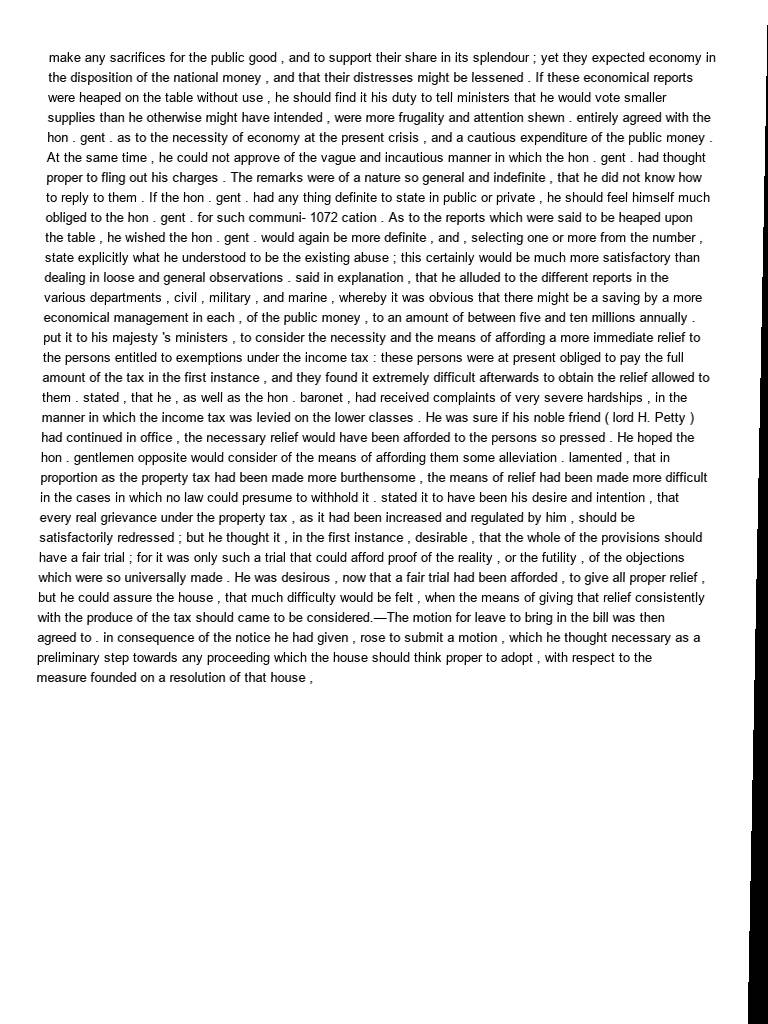 make any sacrifices for the public good , and to support their share in its splendour ; yet they expected economy in
the disposition of the national money , and that their distresses might be lessened . If these economical reports
were heaped on the table without use , he should find it his duty to tell ministers that he would vote smaller
supplies than he otherwise might have intended , were more frugality and attention shewn . entirely agreed with the
hon . gent . as to the necessity of economy at the present crisis , and a cautious expenditure of the public money .
At the same time , he could not approve of the vague and incautious manner in which the hon . gent . had thought
proper to fling out his charges . The remarks were of a nature so general and indefinite , that he did not know how
to reply to them . If the hon . gent . had any thing definite to state in public or private , he should feel himself much
obliged to the hon . gent . for such communi- 1072 cation . As to the reports which were said to be heaped upon
the table , he wished the hon . gent . would again be more definite , and , selecting one or more from the number ,
state explicitly what he understood to be the existing abuse ; this certainly would be much more satisfactory than
dealing in loose and general observations . said in explanation , that he alluded to the different reports in the
various departments , civil , military , and marine , whereby it was obvious that there might be a saving by a more
economical management in each , of the public money , to an amount of between five and ten millions annually .
put it to his majesty 's ministers , to consider the necessity and the means of affording a more immediate relief to
the persons entitled to exemptions under the income tax : these persons were at present obliged to pay the full
amount of the tax in the first instance , and they found it extremely difficult afterwards to obtain the relief allowed to
them . stated , that he , as well as the hon . baronet , had received complaints of very severe hardships , in the
manner in which the income tax was levied on the lower classes . He was sure if his noble friend ( lord H. Petty )
had continued in office , the necessary relief would have been afforded to the persons so pressed . He hoped the
hon . gentlemen opposite would consider of the means of affording them some alleviation . lamented , that in
proportion as the property tax had been made more burthensome , the means of relief had been made more difficult
in the cases in which no law could presume to withhold it . stated it to have been his desire and intention , that
every real grievance under the property tax , as it had been increased and regulated by him , should be
satisfactorily redressed ; but he thought it , in the first instance , desirable , that the whole of the provisions should
have a fair trial ; for it was only such a trial that could afford proof of the reality , or the futility , of the objections
which were so universally made . He was desirous , now that a fair trial had been afforded , to give all proper relief ,
but he could assure the house , that much difficulty would be felt , when the means of giving that relief consistently
with the produce of the tax should came to be considered.—The motion for leave to bring in the bill was then
agreed to . in consequence of the notice he had given , rose to submit a motion , which he thought necessary as a
preliminary step towards any proceeding which the house should think proper to adopt , with respect to the
measure founded on a resolution of that house ,